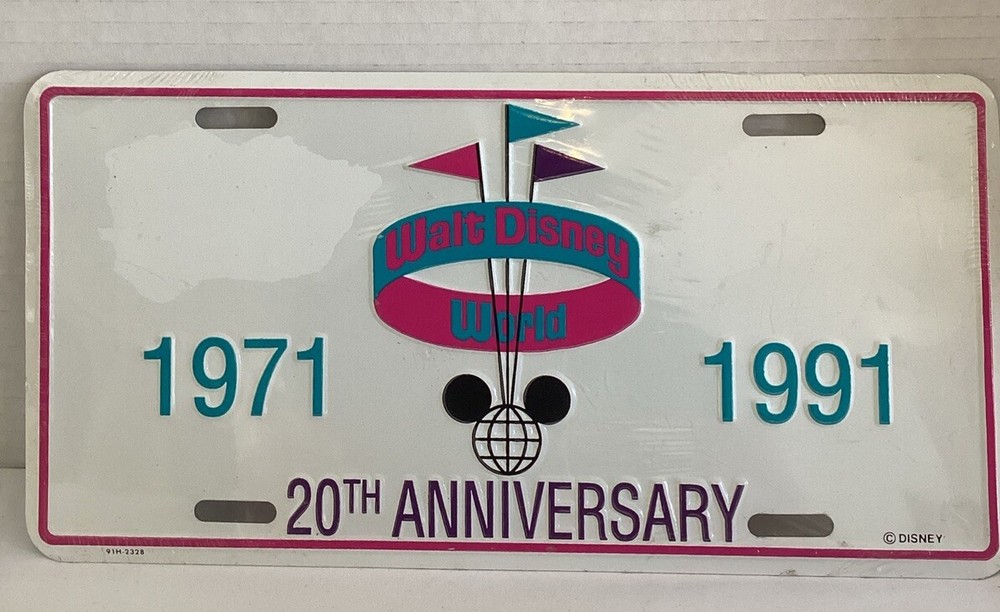 Walt Disney
World
1971
1991
20TH ANNIVERSARY
91H-2328
© DISNEY